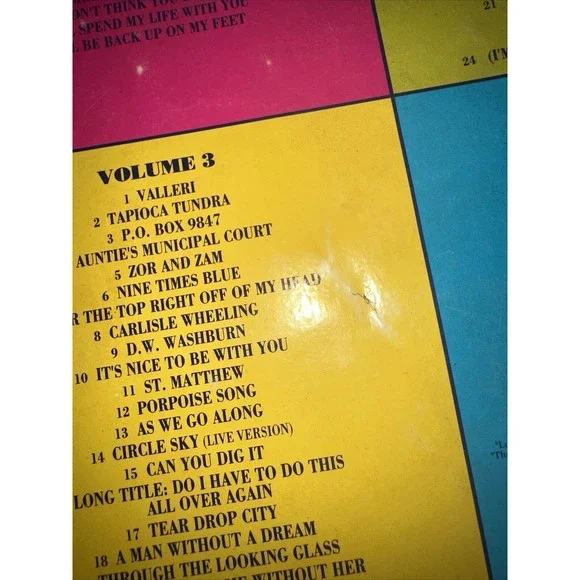 DON'T THINK YOU
SPEND MY LIFE WITH YOU
BE BACK UP ON MY FEET
21
24 (I'M
VOLUME 3
1 VALLERI
2 TAPIOCA TUNDRA
3 P.O. BOX 9847
AUNTIE'S MUNICIPAL COURT
5 ZOR AND ZAM
6 NINE TIMES BLUE
THE TOP RIGHT OFF OF MY HEAD
8 CARLISLE WHEELING
9 D.W. WASHBURN
10 IT'S NICE TO BE WITH YOU
11 ST. MATTHEW
12 PORPOISE SONG
13 AS WE GO ALONG
14 CIRCLE SKY (LIVE VERSION)
15 CAN YOU DIG IT
LONG TITLE: DO I HAVE TO DO THIS
ALL OVER AGAIN
17 TEAR DROP CITY
18 A MAN WITHOUT A DREAM
THROUGH THE LOOKING GLASS
WITHOUT HER